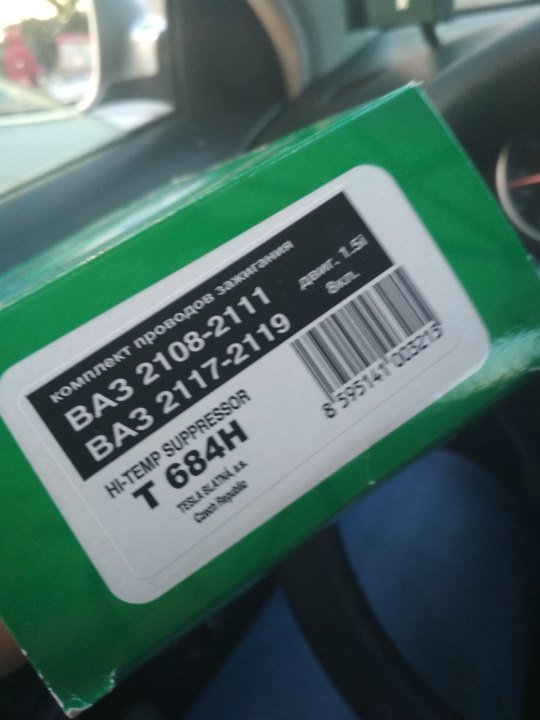 комплект проводов зажигания
ВАЗ 2108-2111 двиг. 1.5i
ВАЗ 2117-2119 8кл.
HI-TEMP SUPPRESSOR
T 684H
TESLA BLATNÁ, a.s.
Czech Republic
8 595141 003215